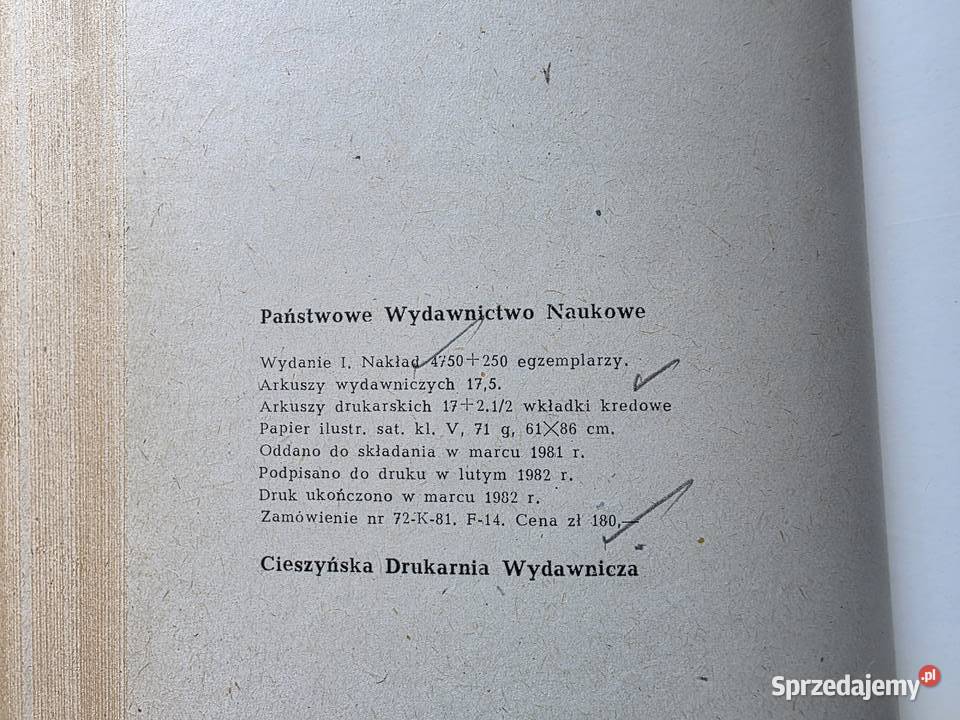 Państwowe Wydawnictwo Naukowe
Wydanie I. Nakład 4750+250 egzemplarzy.
Arkuszy wydawniczych 17,5.
Arkuszy drukarskich 17+2.1/2 wkładki kredowe
Papier ilustr. sat. kl. V, 71 g, 61×86 cm.
Oddano do składania w marcu 1981 r.
Podpisano do druku w lutym 1982 r.
Druk ukończono w marcu 1982 r.
Zamówienie nr 72-K-81. F-14. Cena zł 180,—
Cieszyńska Drukarnia Wydawnicza
Sprzedajemy.pl